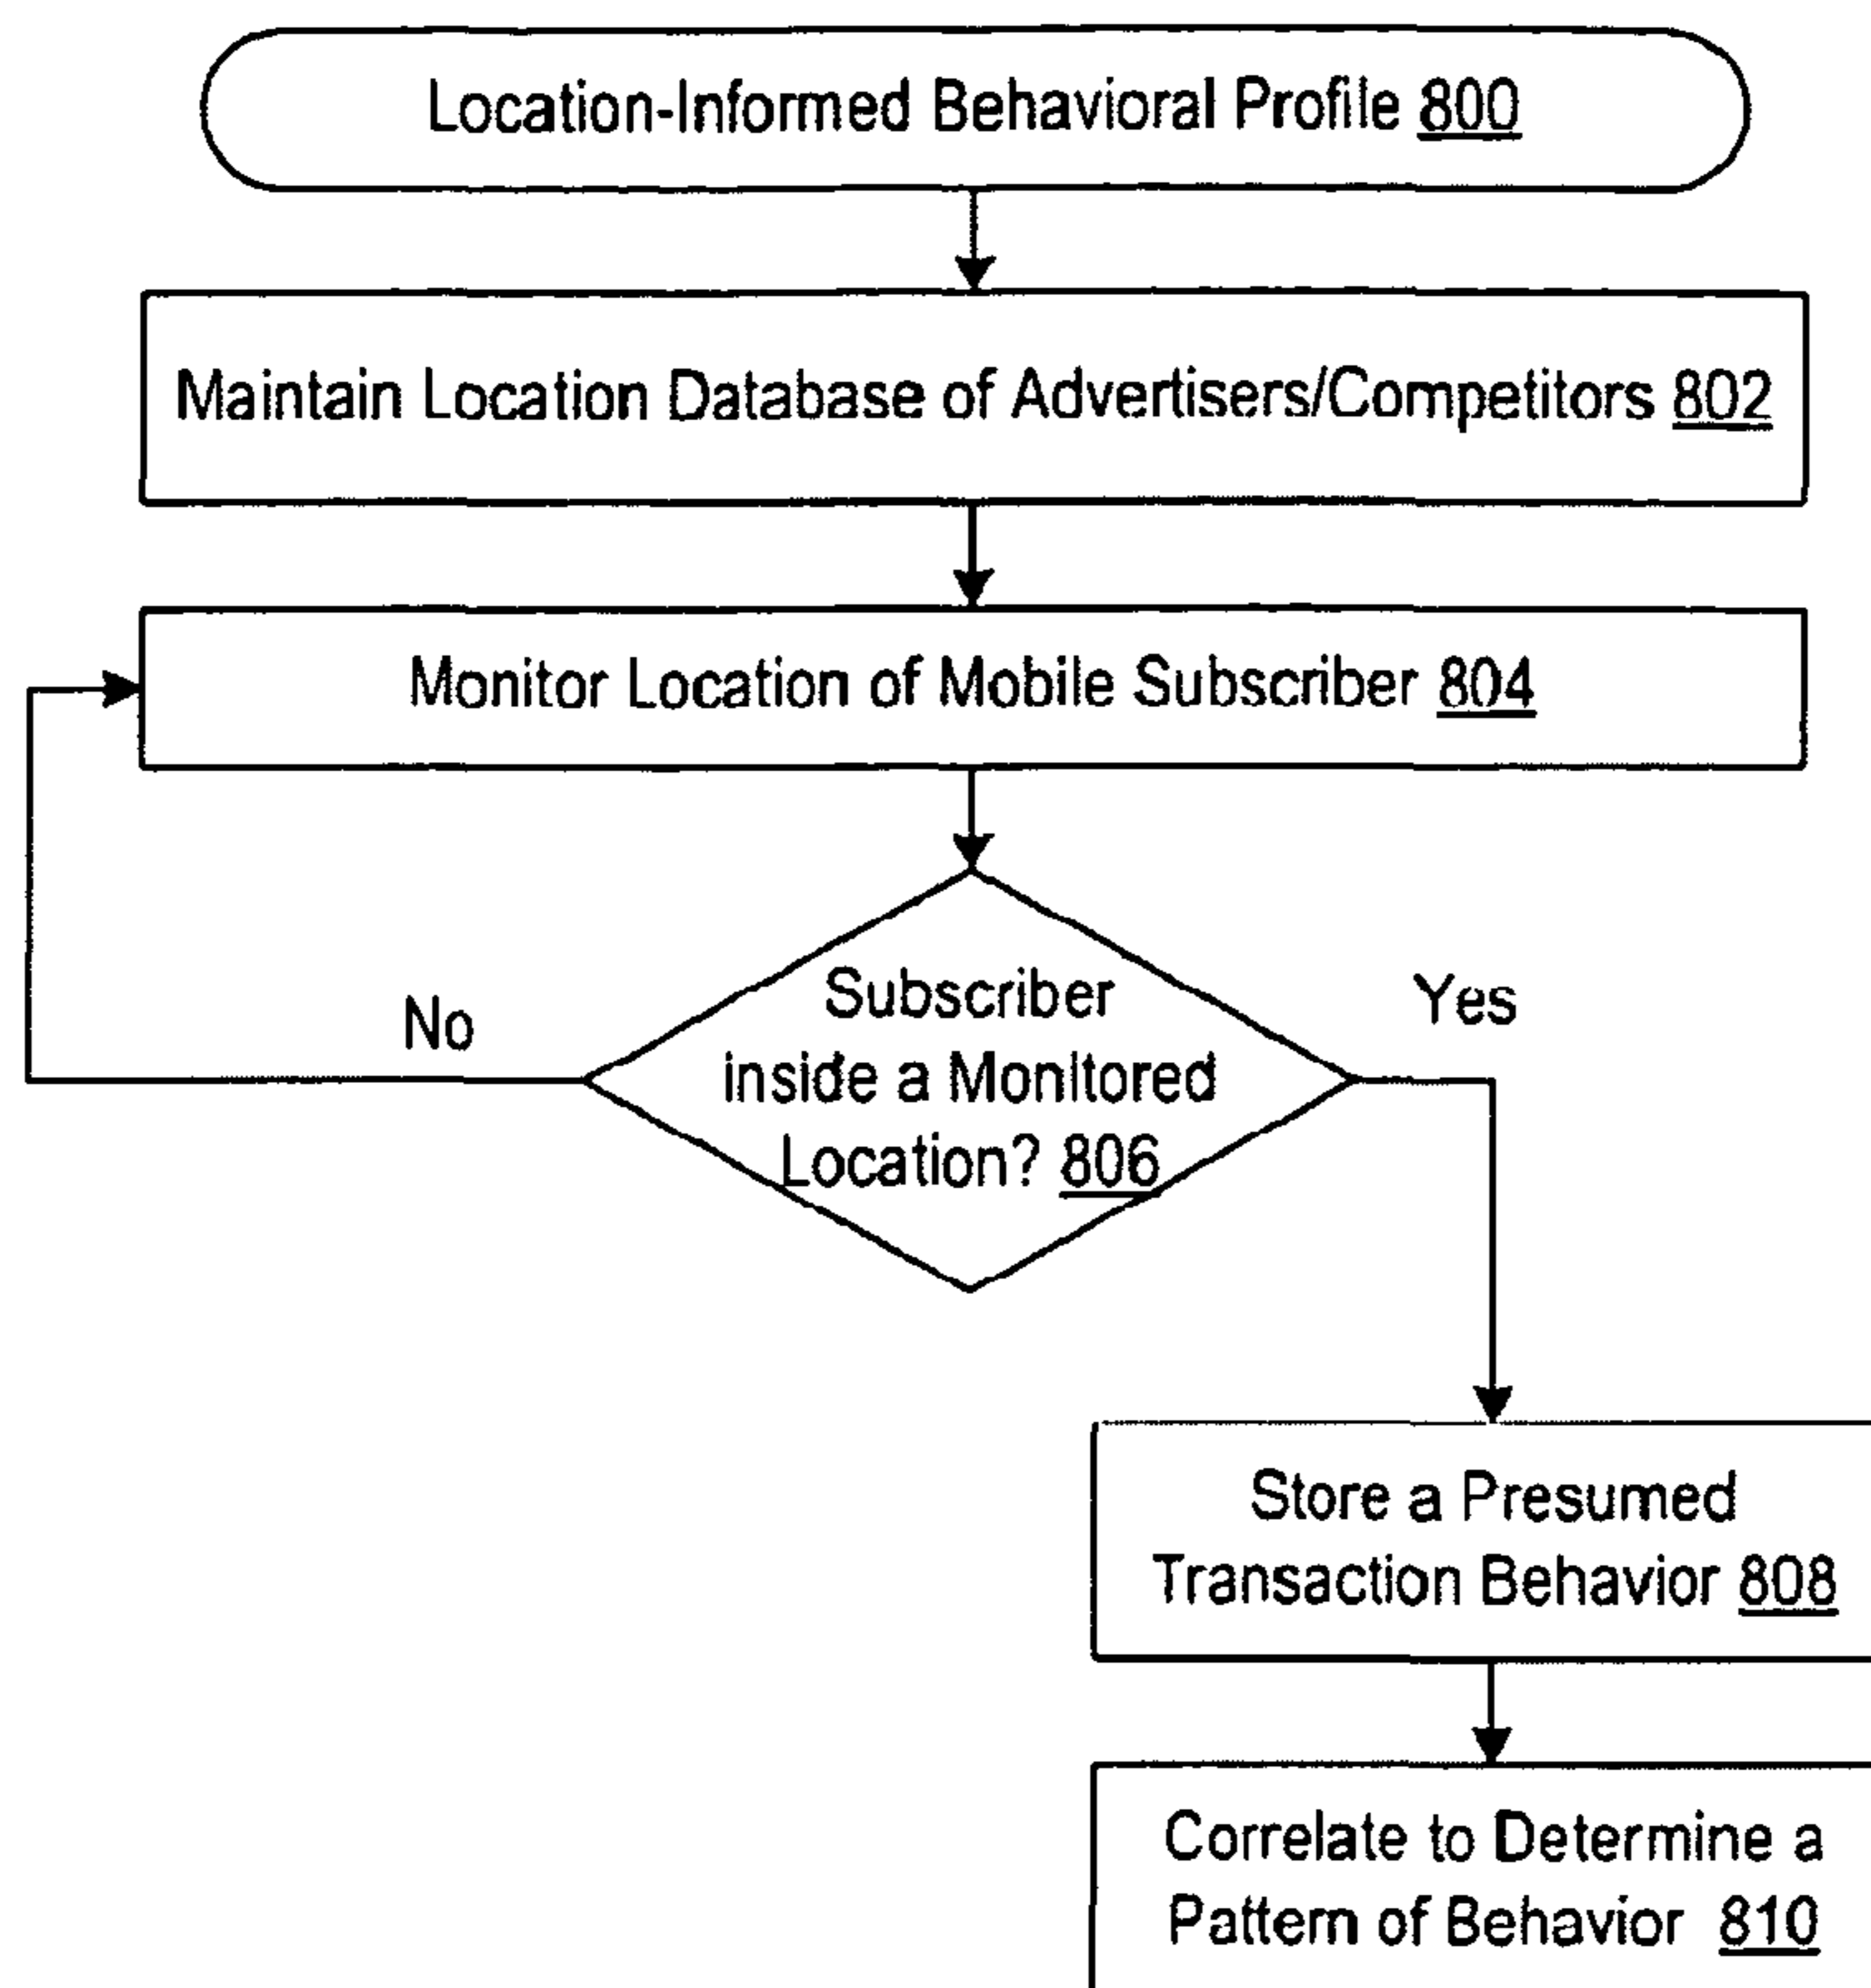 Location-Informed Behavioral Profile 800
Maintain Location Database of Advertisers/Competitors 802
Monitor Location of Mobile Subscriber 804
Subscriber
inside a Monitored
Location? 806
No
Yes
Store a Presumed
Transaction Behavior 808
Correlate to Determine a
Pattern of Behavior 810